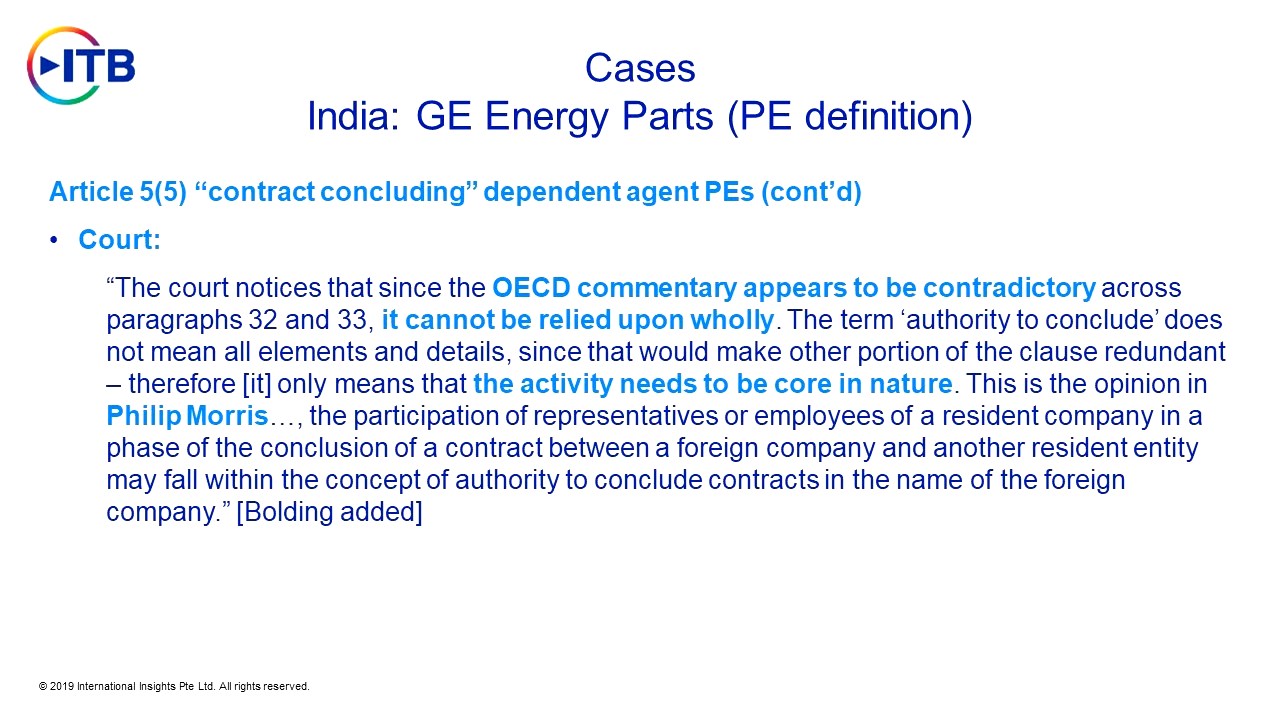 ITB
Cases
India: GE Energy Parts (PE definition)
Article 5(5) “contract concluding” dependent agent PEs (cont’d)
• Court:
“The court notices that since the OECD commentary appears to be contradictory across
paragraphs 32 and 33, it cannot be relied upon wholly. The term ‘authority to conclude’ does
not mean all elements and details, since that would make other portion of the clause redundant
– therefore [it] only means that the activity needs to be core in nature. This is the opinion in
Philip Morris…, the participation of representatives or employees of a resident company in a
phase of the conclusion of a contract between a foreign company and another resident entity
may fall within the concept of authority to conclude contracts in the name of the foreign
company.” [Bolding added]
© 2019 International Insights Pte Ltd. All rights reserved.